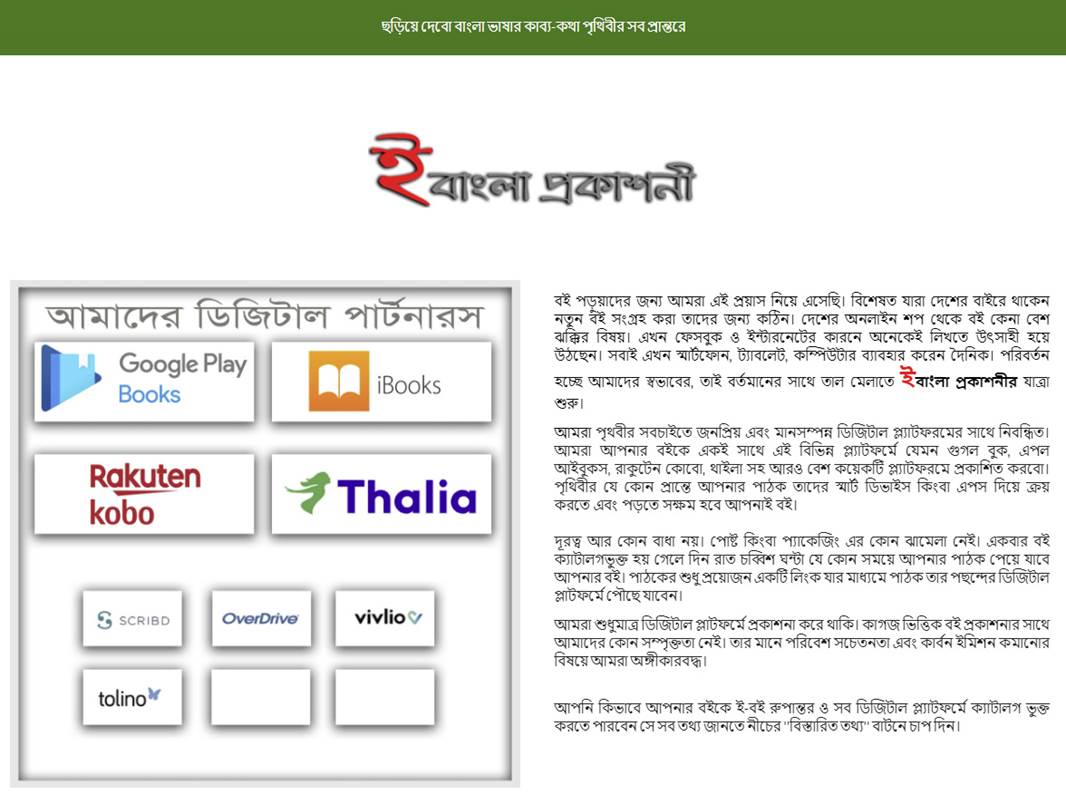 ছড়িয়ে দেবো বাংলা ভাষার কাব্য-কথা পৃথিবীর সব প্রান্তরে
ই বাংলা প্রকাশনী
আমাদের ডিজিটাল পার্টনারস
Google Play
Books
iBooks
Rakuten
kobo
Thalia
SCRIBD
OverDrive
vivlio
tolino
বই পড়ুয়াদের জন্য আমরা এই প্রয়াস নিয়ে এসেছি। বিশেষত যারা দেশের বাইরে থাকেন
নতুন বই সংগ্রহ করা তাদের জন্য কঠিন। দেশের অনলাইন শপ থেকে বই কেনা বেশ
ঝক্কির বিষয়। এখন ফেসবুক ও ইন্টারনেটের কারনে অনেকেই লিখতে উৎসাহী হয়ে
উঠছেন। সবাই এখন স্মার্টফোন, ট্যাবলেট, কম্পিউটার ব্যাবহার করেন দৈনিক। পরিবর্তন
হচ্ছে আমাদের স্বভাবের, তাই বর্তমানের সাথে তাল মেলাতে ইবাংলা প্রকাশনীর যাত্রা
শুরু।
আমরা পৃথিবীর সবচাইতে জনপ্রিয় এবং মানসম্পন্ন ডিজিটাল প্ল্যাটফরমের সাথে নিবন্ধিত।
আমরা আপনার বইকে একই সাথে এই বিভিন্ন প্ল্যাটফর্মে যেমন গুগল বুক, এপল
আইবুকস, রাকুটেন কোবো, থাইলা সহ আরও বেশ কয়েকটি প্ল্যাটফরমে প্রকাশিত করবো।
পৃথিবীর যে কোন প্রান্তে আপনার পাঠক তাদের স্মার্ট ডিভাইস কিংবা এপস দিয়ে ক্রয়
করতে এবং পড়তে সক্ষম হবে আপনাই বই।
দূরত্ব আর কোন বাধা নয়। পোষ্ট কিংবা প্যাকেজিং এর কোন ঝামেলা নেই। একবার বই
ক্যাটালগভুক্ত হয় গেলে দিন রাত চব্বিশ ঘন্টা যে কোন সময়ে আপনার পাঠক পেয়ে যাবে
আপনার বই। পাঠকের শুধু প্রয়োজন একটি লিংক যার মাধ্যমে পাঠক তার পছন্দের ডিজিটাল
প্লাটফর্মে পৌছে যাবেন।
আমরা শুধুমাত্র ডিজিটাল প্লাটফর্মে প্রকাশনা করে থাকি। কাগজ ভিত্তিক বই প্রকাশনার সাথে
আমাদের কোন সম্পৃক্ততা নেই। তার মানে পরিবেশ সচেতনতা এবং কার্বন ইমিশন কমানোর
বিষয়ে আমরা অঙ্গীকারবদ্ধ।
আপনি কিভাবে আপনার বইকে ই-বই রুপান্তর ও সব ডিজিটাল প্ল্যাটফর্মে ক্যাটালগ ভুক্ত
করতে পারবেন সে সব তথ্য জানতে নীচের "বিস্তারিত তথ্য" বাটনে চাপ দিন।